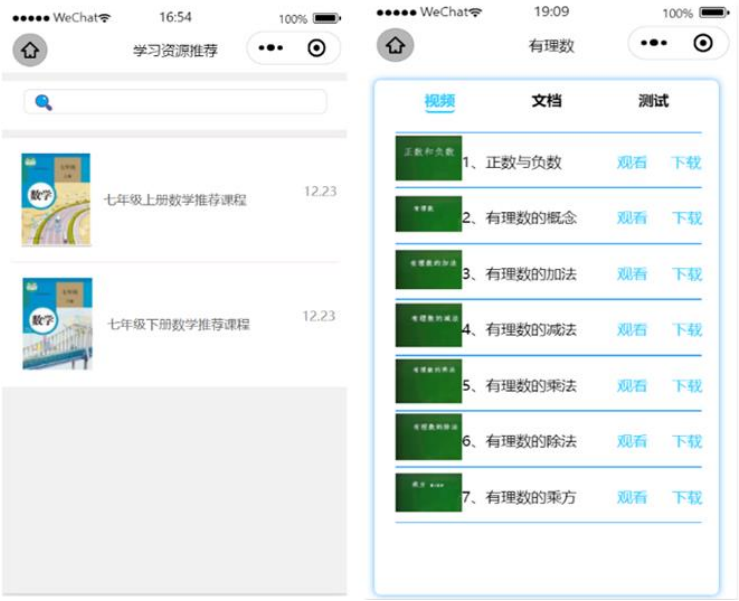 WeChat
16:54
100%
学习资源推荐
数学
七年级上册数学推荐课程
12.23
数学
七年级下册数学推荐课程
12.23
WeChat
19:09
100%
有理数
视频 文档 测试
正数和负数
1、正数与负数 观看 下载
有理数
2、有理数的概念 观看 下载
有理数的加法
3、有理数的加法 观看 下载
有理数的减法
4、有理数的减法 观看 下载
有理数的乘法
5、有理数的乘法 观看 下载
有理数的除法
6、有理数的除法 观看 下载
乘方
7、有理数的乘方 观看 下载